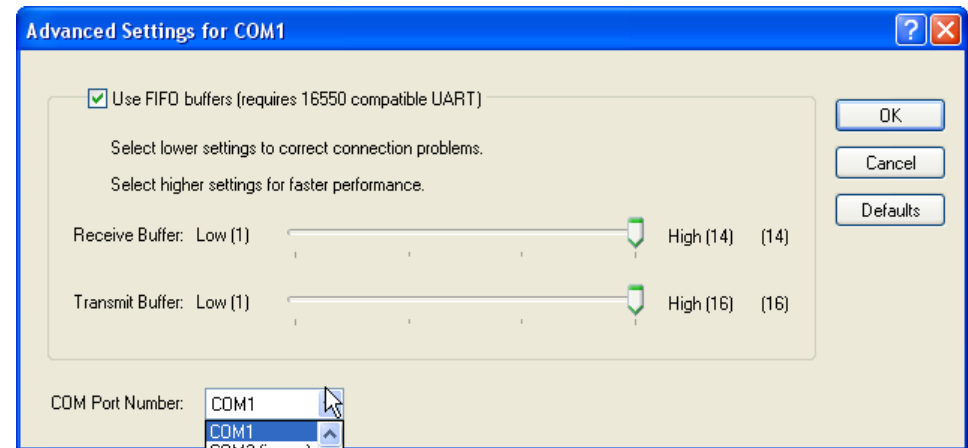 Advanced Settings for COM1
Use FIFO buffers (requires 16550 compatible UART)
OK
Select lower settings to correct connection problems.
Cancel
Select higher settings for faster performance.
Defaults
Receive Buffer: Low (1) High (14) (14)
Transmit Buffer: Low (1) High (16) (16)
COM Port Number: COM1
COM1